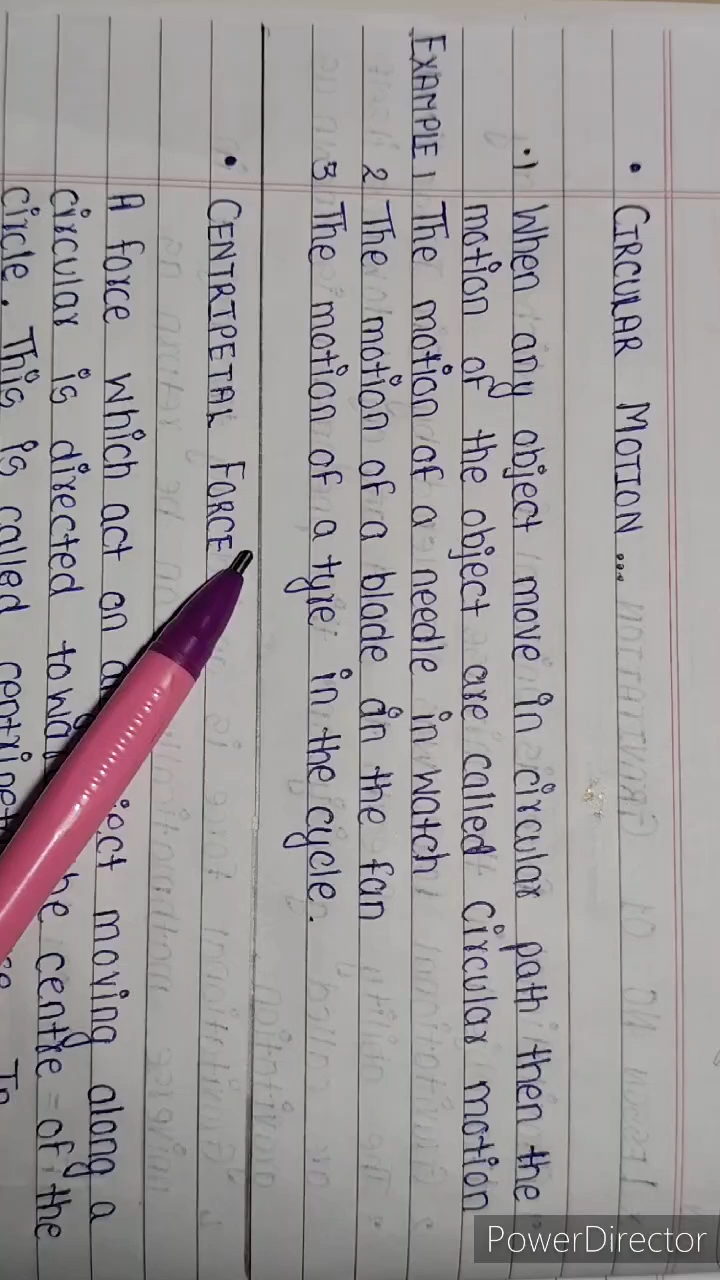 • CIRCULAR MOTION...
•) When any object move in circular path then the
motion of the object are called circular motion
EXAMPLE 1 The motion of a needle in watch
2 The motion of a blade in the fan
3 The motion of a tyre in the cycle.
• CENTRIPETAL FORCE
A force which act on moving along a
circular is directed the centre of the
circle. This is called In
PowerDirector